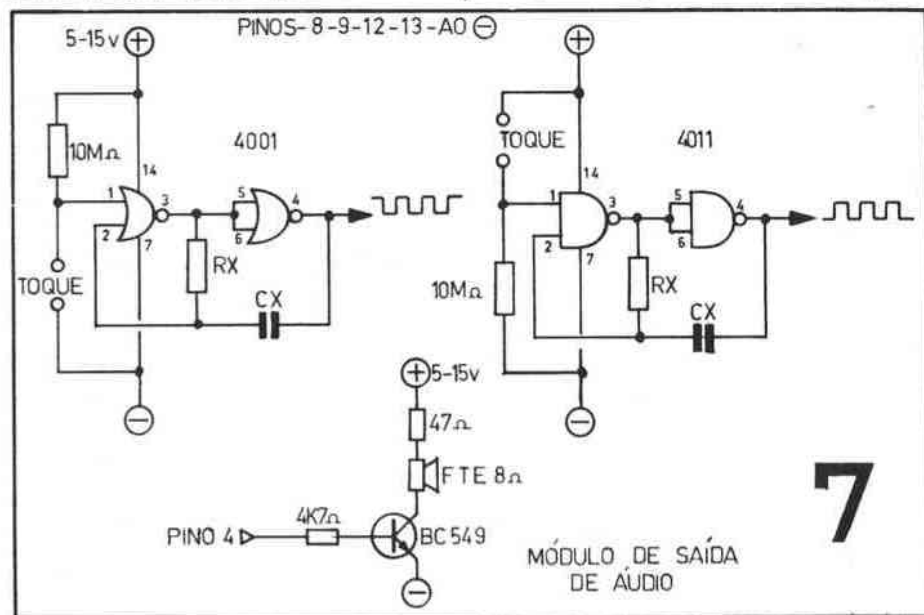 PINOS-8-9-12-13-AO ⊖
5-15v ⊕
⊕
10MΩ
4001
14
1
2
3
7
5
6
4
RX
CX
TOQUE
⊖
TOQUE
4011
14
1
2
3
7
5
6
4
10MΩ
RX
CX
⊖
⊕ 5-15v
47Ω
FTE 8Ω
PINO 4
4K7Ω
BC 549
⊖
MÓDULO DE SAÍDA
DE ÁUDIO
7